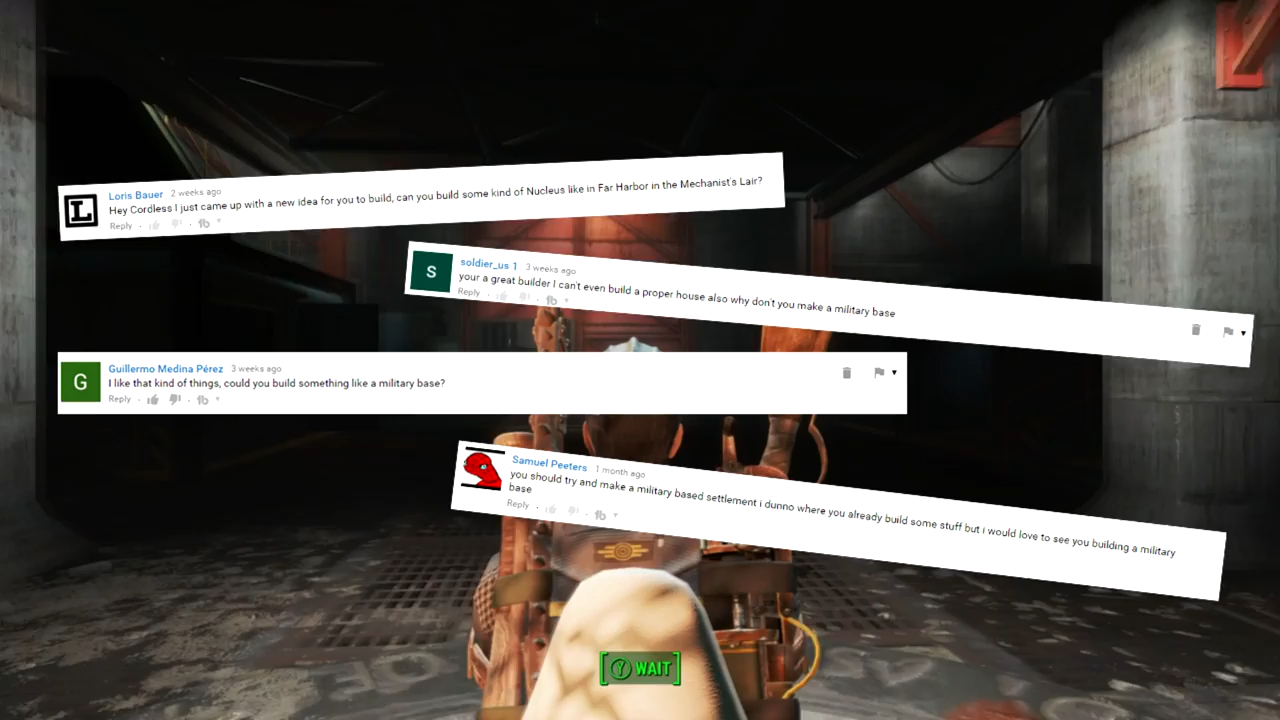 L
Loris Bauer 2 weeks ago
Hey Cordless I just came up with a new idea for you to build, can you build some kind of Nucleus like in Far Harbor in the Mechanist's Lair?
Reply
S
soldier_us 1 3 weeks ago
your a great builder I can't even build a proper house also why don't you make a military base
Reply
G
Guillermo Medina Pérez 3 weeks ago
I like that kind of things, could you build something like a military base?
Reply
Samuel Peeters 1 month ago
you should try and make a military based settlement i dunno where you already build some stuff but i would love to see you building a military
base
Reply
Y WAIT